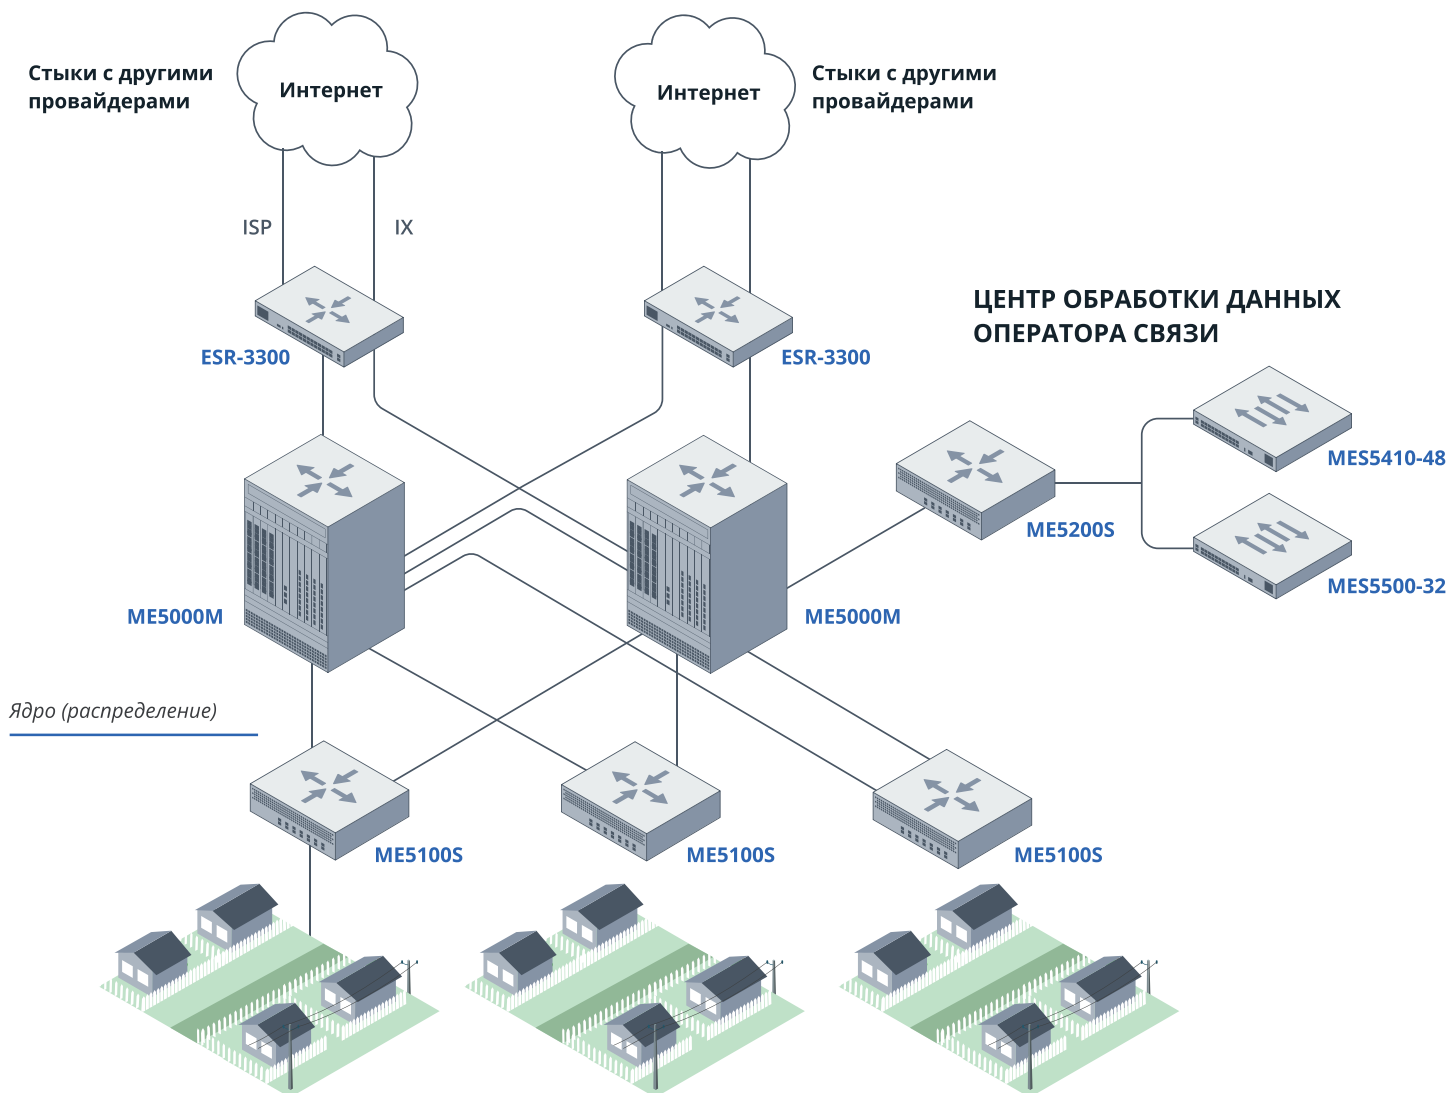 Стыки с другими
провайдерами
Интернет
Интернет
Стыки с другими
провайдерами
ISP
IX
ESR-3300
ESR-3300
ЦЕНТР ОБРАБОТКИ ДАННЫХ
ОПЕРАТОРА СВЯЗИ
MES5410-48
ME5200S
MES5500-32
ME5000M
ME5000M
Ядро (распределение)
ME5100S
ME5100S
ME5100S